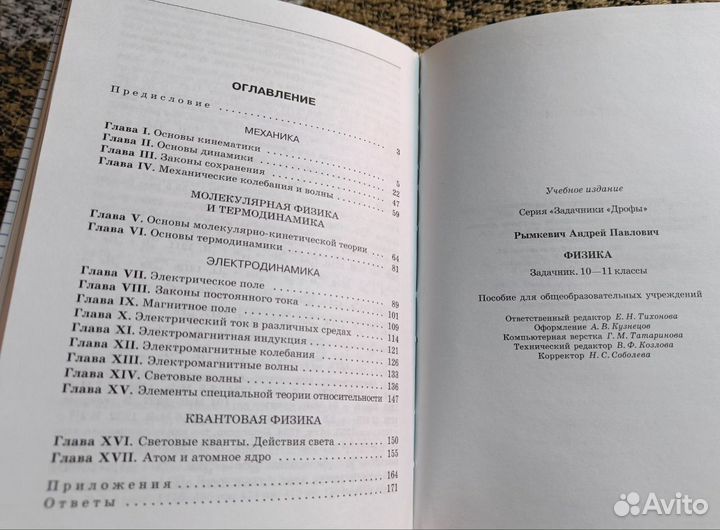 ОГЛАВЛЕНИЕ
Предисловие 3
МЕХАНИКА
Глава I. Основы кинематики 5
Глава II. Основы динамики 22
Глава III. Законы сохранения 47
Глава IV. Механические колебания и волны 59
МОЛЕКУЛЯРНАЯ ФИЗИКА
И ТЕРМОДИНАМИКА
Глава V. Основы молекулярно-кинетической теории 64
Глава VI. Основы термодинамики 81
ЭЛЕКТРОДИНАМИКА
Глава VII. Электрическое поле 89
Глава VIII. Законы постоянного тока 101
Глава IX. Магнитное поле 109
Глава X. Электрический ток в различных средах 114
Глава XI. Электромагнитная индукция 121
Глава XII. Электромагнитные колебания 126
Глава XIII. Электромагнитные волны 133
Глава XIV. Световые волны 136
Глава XV. Элементы специальной теории относительности 147
КВАНТОВАЯ ФИЗИКА
Глава XVI. Световые кванты. Действия света 150
Глава XVII. Атом и атомное ядро 155
Приложения 164
Ответы 171
Учебное издание
Серия «Задачники «Дрофы»
Рымкевич Андрей Павлович
ФИЗИКА
Задачник. 10—11 классы
Пособие для общеобразовательных учреждений
Ответственный редактор Е. Н. Тихонова
Оформление А. В. Кузнецов
Компьютерная верстка Г. М. Татаринова
Технический редактор В. Ф. Козлова
Корректор Н. С. Соболева
Avito